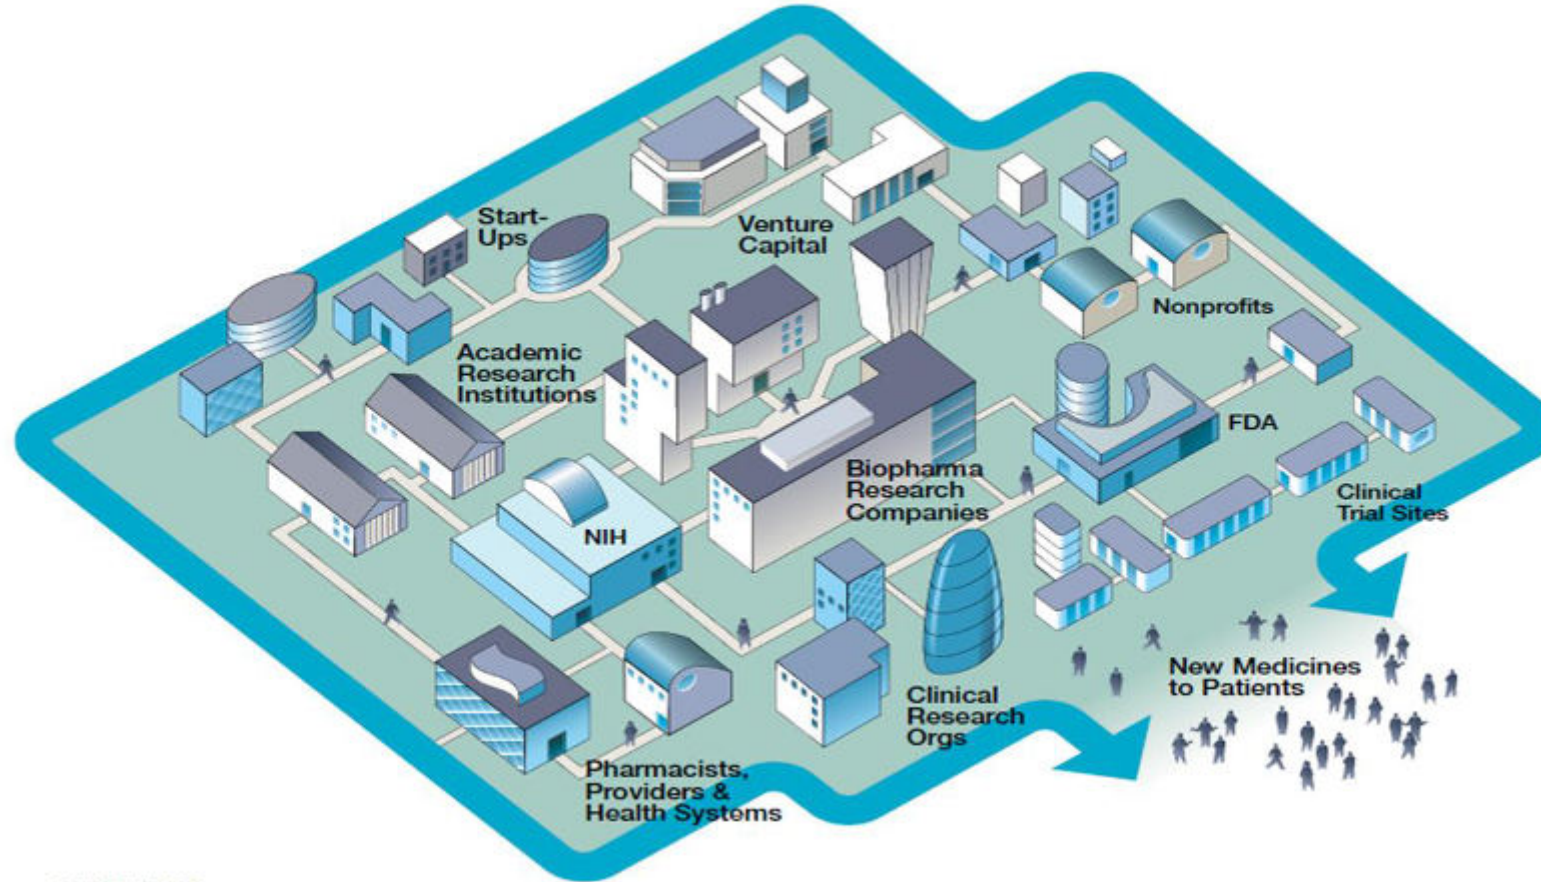 Start-
Ups
Venture
Capital
Nonprofits
Academic
Research
Institutions
FDA
Biopharma
Research
Companies
Clinical
Trial Sites
NIH
New Medicines
to Patients
Clinical
Research
Orgs
Pharmacists,
Providers &
Health Systems